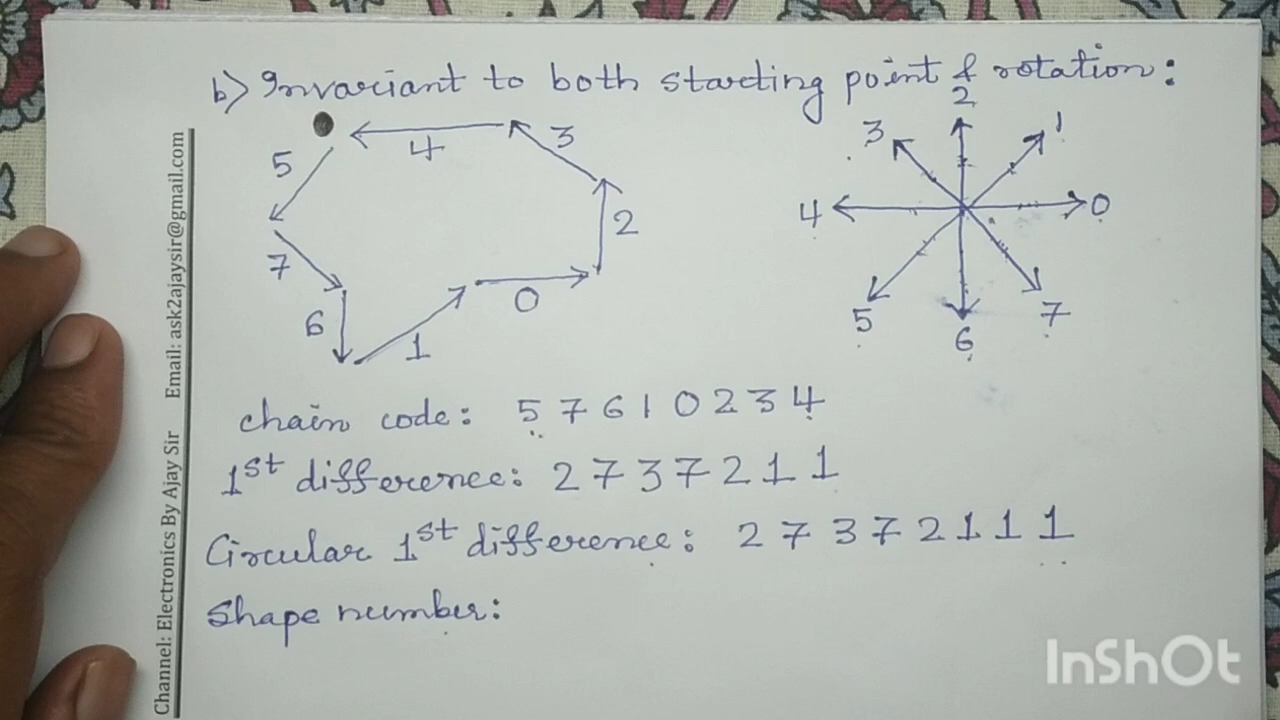 b) Invariant to both starting point & rotation:
4
3
5
2
7
0
6
1
2
3
1
4
0
5
7
6
chain code: 5 7 6 1 0 2 3 4
1st difference: 2 7 3 7 2 1 1
Circular 1st difference: 2 7 3 7 2 1 1 1
Shape number:
Channel: Electronics By Ajay Sir Email: ask2ajaysir@gmail.com
InShOt